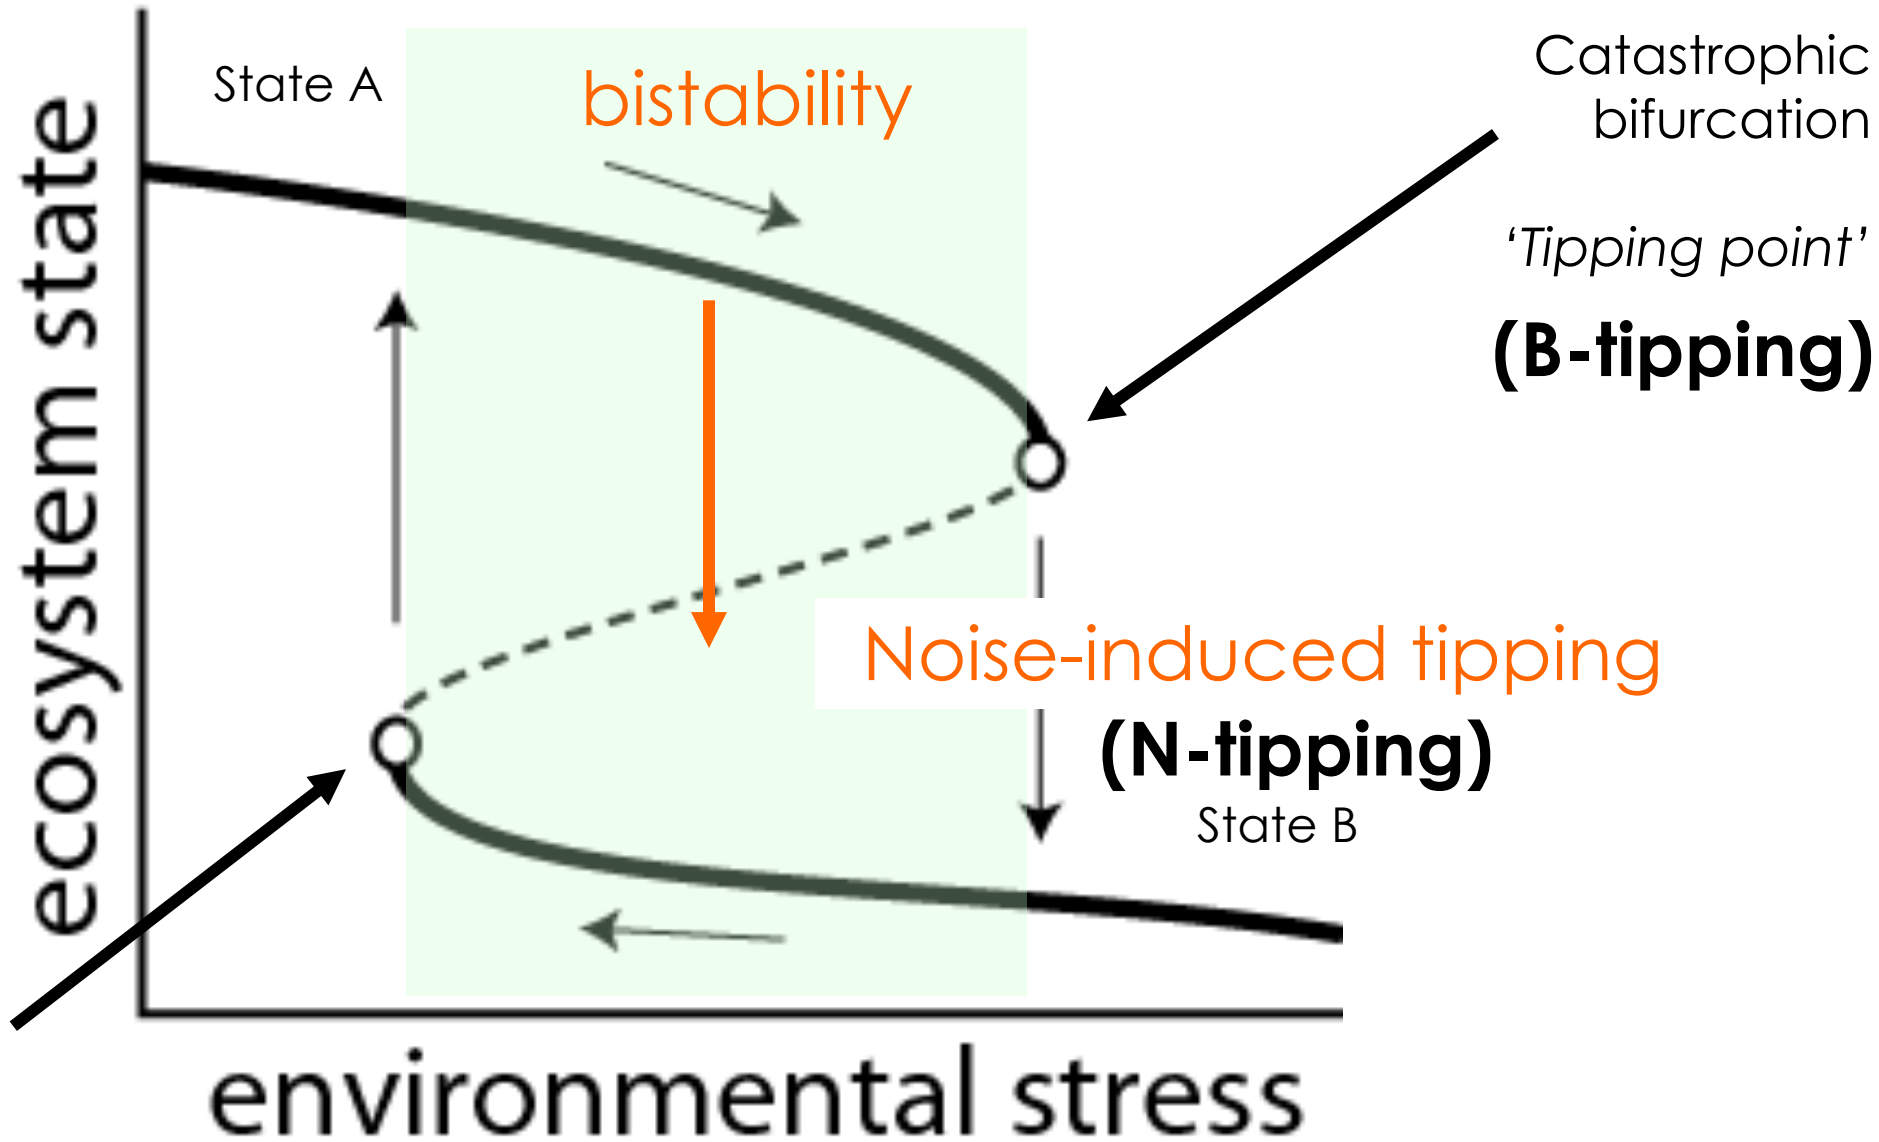 State A
bistability
Catastrophic
bifurcation
‘Tipping point’
(B-tipping)
ecosystem state
Noise-induced tipping
(N-tipping)
State B
environmental stress